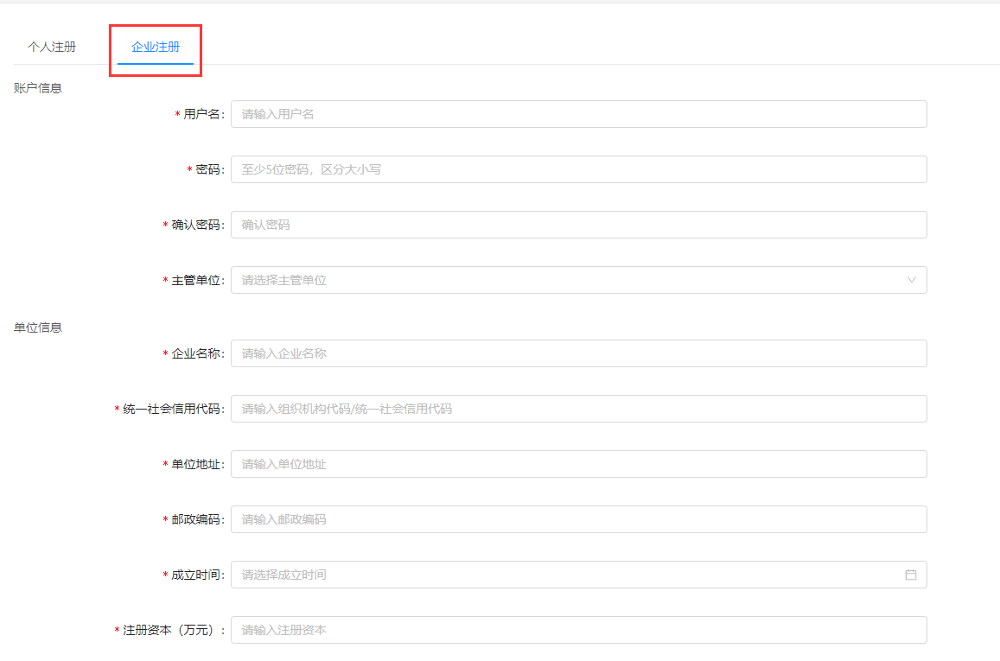 个人注册 企业注册
账户信息
* 用户名: 请输入用户名
* 密码: 至少5位密码，区分大小写
* 确认密码: 确认密码
* 主管单位: 请选择主管单位
单位信息
* 企业名称: 请输入企业名称
* 统一社会信用代码: 请输入组织机构代码/统一社会信用代码
* 单位地址: 请输入单位地址
* 邮政编码: 请输入邮政编码
* 成立时间: 请选择成立时间
* 注册资本（万元）: 请输入注册资本